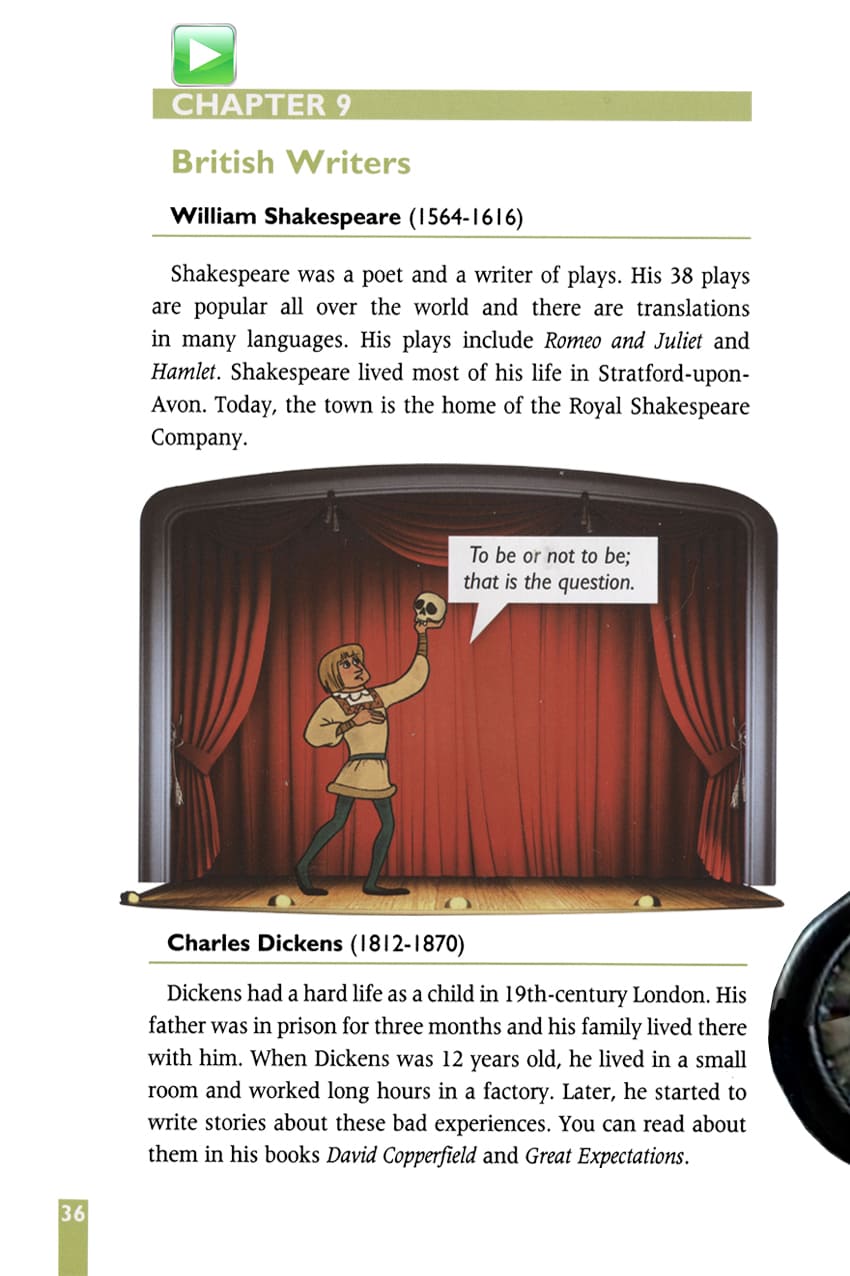 CHAPTER 9
British Writers
William Shakespeare (1564-1616)
Shakespeare was a poet and a writer of plays. His 38 plays
are popular all over the world and there are translations
in many languages. His plays include Romeo and Juliet and
Hamlet. Shakespeare lived most of his life in Stratford-upon-
Avon. Today, the town is the home of the Royal Shakespeare
Company.
To be or not to be;
that is the question.
Charles Dickens (1812-1870)
Dickens had a hard life as a child in 19th-century London. His
father was in prison for three months and his family lived there
with him. When Dickens was 12 years old, he lived in a small
room and worked long hours in a factory. Later, he started to
write stories about these bad experiences. You can read about
them in his books David Copperfield and Great Expectations.
36